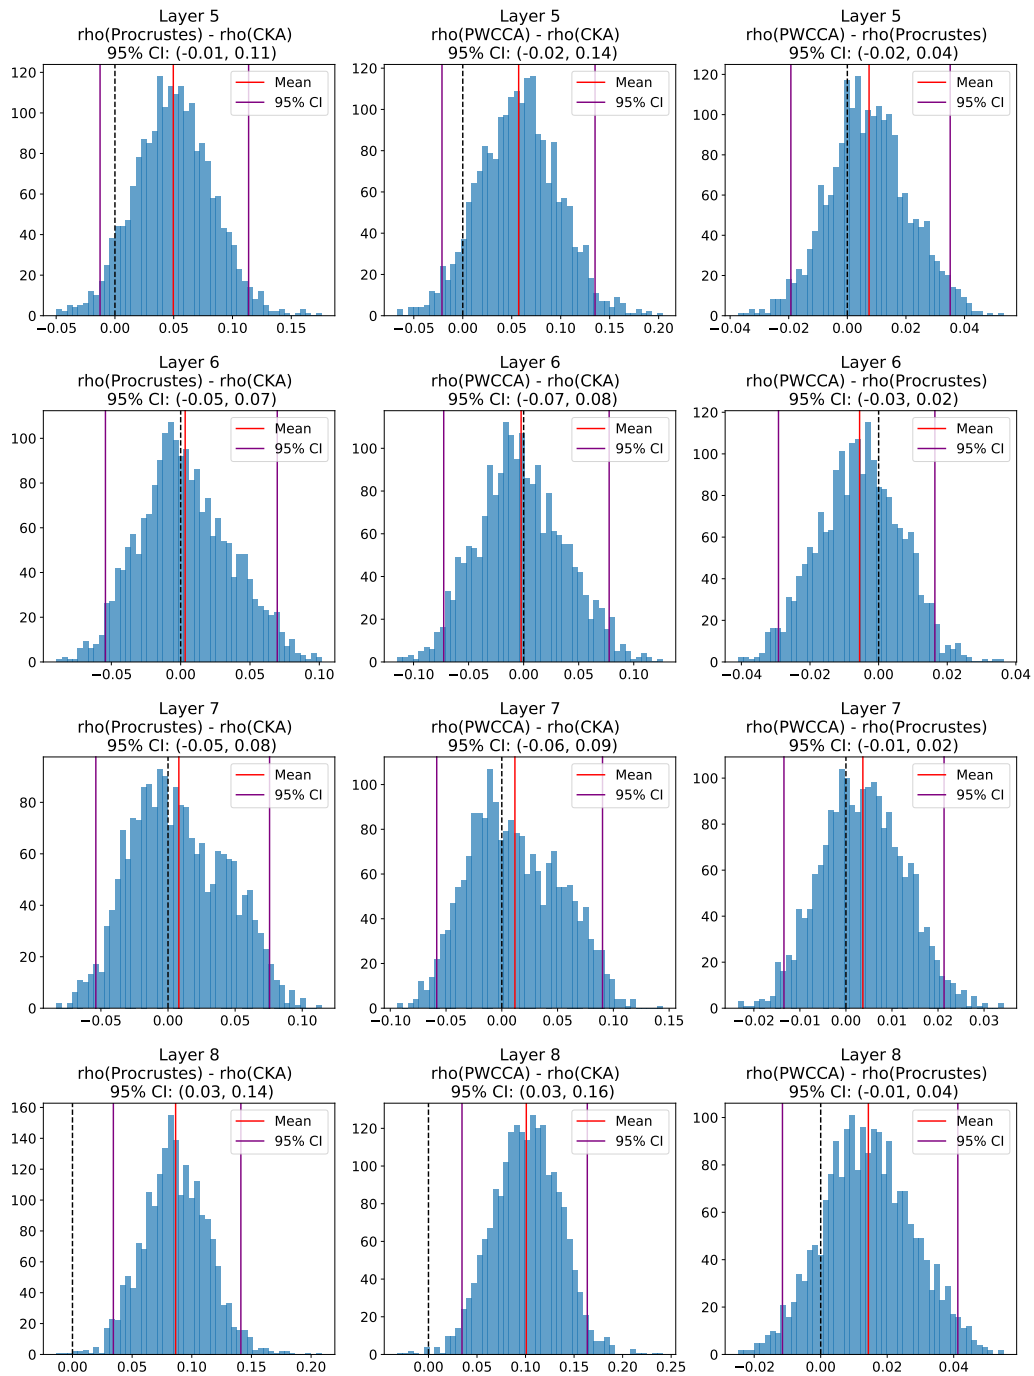 Layer 5
rho(Procrustes) - rho(CKA)
95% CI: (-0.01, 0.11)
Mean
95% CI
0
20
40
60
80
100
120
−0.05
0.00
0.05
0.10
0.15
Layer 5
rho(PWCCA) - rho(CKA)
95% CI: (-0.02, 0.14)
Mean
95% CI
0
20
40
60
80
100
120
−0.05
0.00
0.05
0.10
0.15
0.20
Layer 5
rho(PWCCA) - rho(Procrustes)
95% CI: (-0.02, 0.04)
Mean
95% CI
0
20
40
60
80
100
120
−0.04
−0.02
0.00
0.02
0.04
Layer 6
rho(Procrustes) - rho(CKA)
95% CI: (-0.05, 0.07)
Mean
95% CI
0
20
40
60
80
100
−0.05
0.00
0.05
0.10
Layer 6
rho(PWCCA) - rho(CKA)
95% CI: (-0.07, 0.08)
Mean
95% CI
0
20
40
60
80
100
−0.10
−0.05
0.00
0.05
0.10
Layer 6
rho(PWCCA) - rho(Procrustes)
95% CI: (-0.03, 0.02)
Mean
95% CI
0
20
40
60
80
100
120
−0.04
−0.02
0.00
0.02
0.04
Layer 7
rho(Procrustes) - rho(CKA)
95% CI: (-0.05, 0.08)
Mean
95% CI
0
20
40
60
80
−0.05
0.00
0.05
0.10
Layer 7
rho(PWCCA) - rho(CKA)
95% CI: (-0.06, 0.09)
Mean
95% CI
0
20
40
60
80
100
−0.10
−0.05
0.00
0.05
0.10
0.15
Layer 7
rho(PWCCA) - rho(Procrustes)
95% CI: (-0.01, 0.02)
Mean
95% CI
0
20
40
60
80
100
−0.02
−0.01
0.00
0.01
0.02
0.03
Layer 8
rho(Procrustes) - rho(CKA)
95% CI: (0.03, 0.14)
Mean
95% CI
0
20
40
60
80
100
120
140
160
0.00
0.05
0.10
0.15
0.20
Layer 8
rho(PWCCA) - rho(CKA)
95% CI: (0.03, 0.16)
Mean
95% CI
0
20
40
60
80
100
120
0.00
0.05
0.10
0.15
0.20
0.25
Layer 8
rho(PWCCA) - rho(Procrustes)
95% CI: (-0.01, 0.04)
Mean
95% CI
0
20
40
60
80
100
−0.02
0.00
0.02
0.04